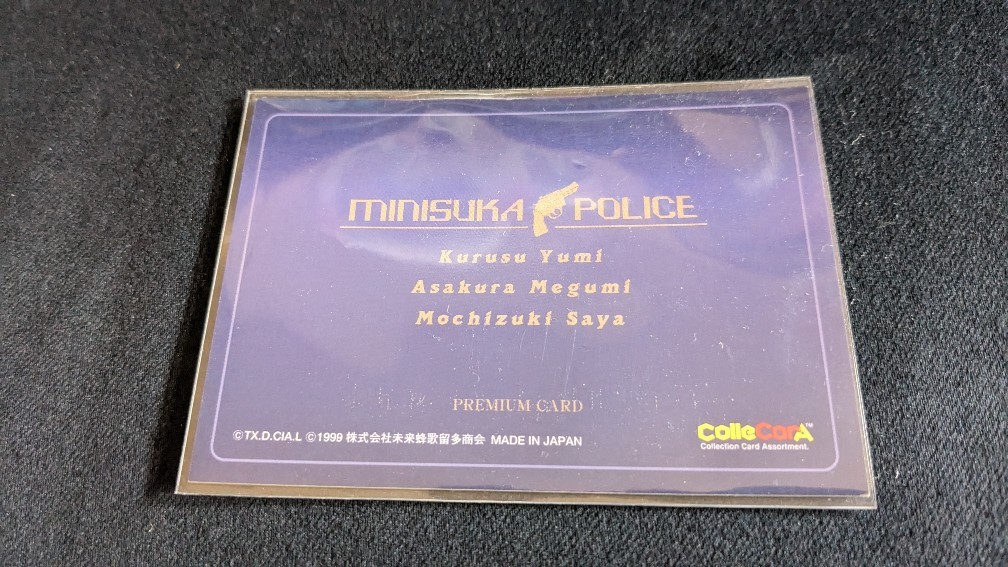 MINISUKA POLICE
Kurusu Yumi
Asakura Megumi
Mochizuki Saya
PREMIUM CARD
©TX.D.CIA.L ©1999 株式会社未来蜂歌留多商会 MADE IN JAPAN
ColleCarA™
Collection Card Assortment.